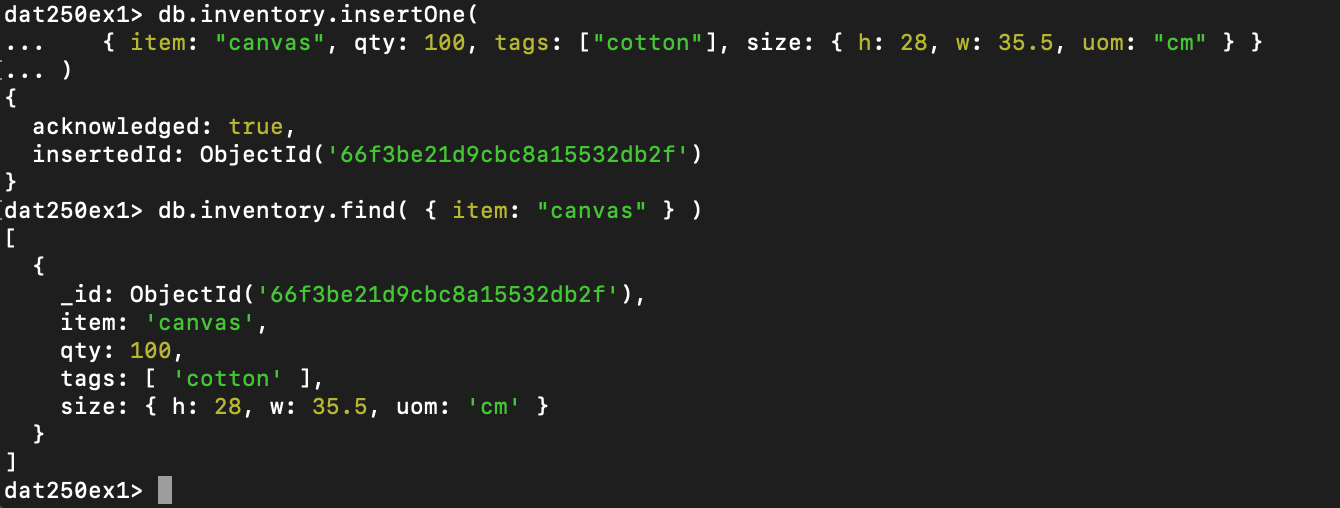 dat250ex1> db.inventory.insertOne(
...    { item: "canvas", qty: 100, tags: ["cotton"], size: { h: 28, w: 35.5, uom: "cm" } }
[... )
{
  acknowledged: true,
  insertedId: ObjectId('66f3be21d9cbc8a15532db2f')
}
[dat250ex1> db.inventory.find( { item: "canvas" } )
[
  {
    _id: ObjectId('66f3be21d9cbc8a15532db2f'),
    item: 'canvas',
    qty: 100,
    tags: [ 'cotton' ],
    size: { h: 28, w: 35.5, uom: 'cm' }
  }
]
dat250ex1>